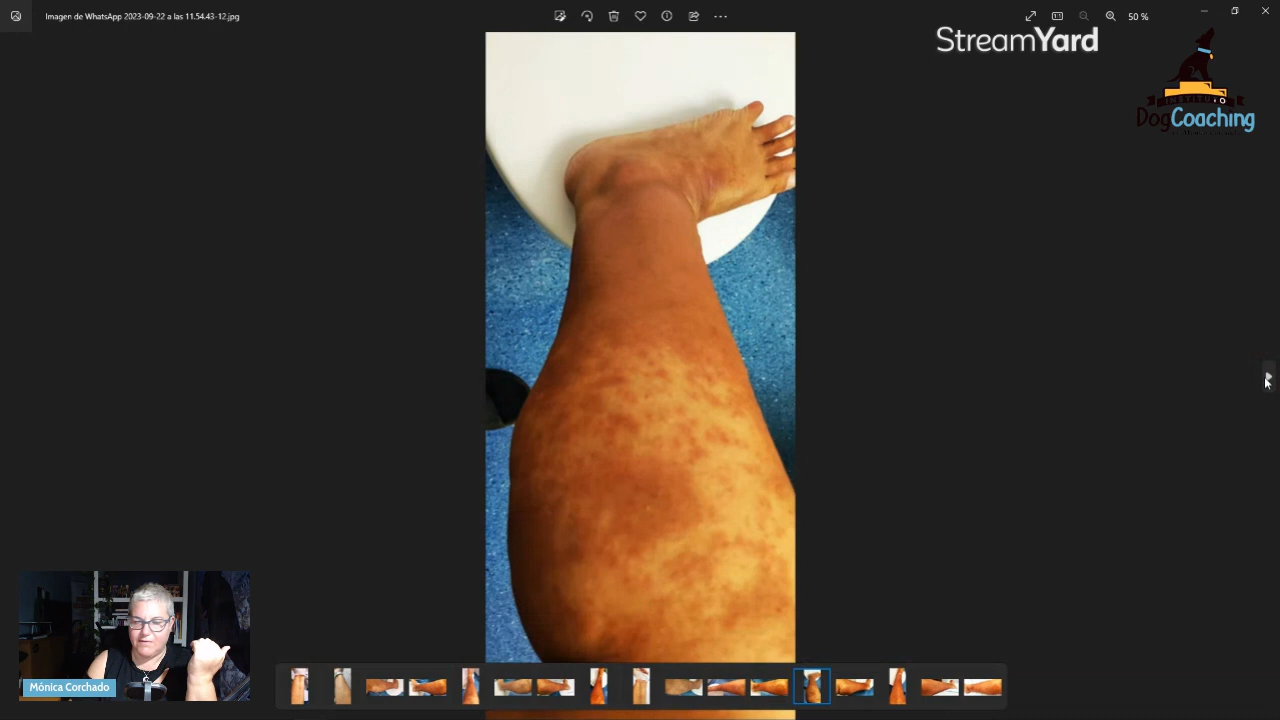 Imagen de WhatsApp 2023-09-22 a las 11.54.43-12.jpg
50 %
StreamYard
DogCoaching
Mónica Corchado